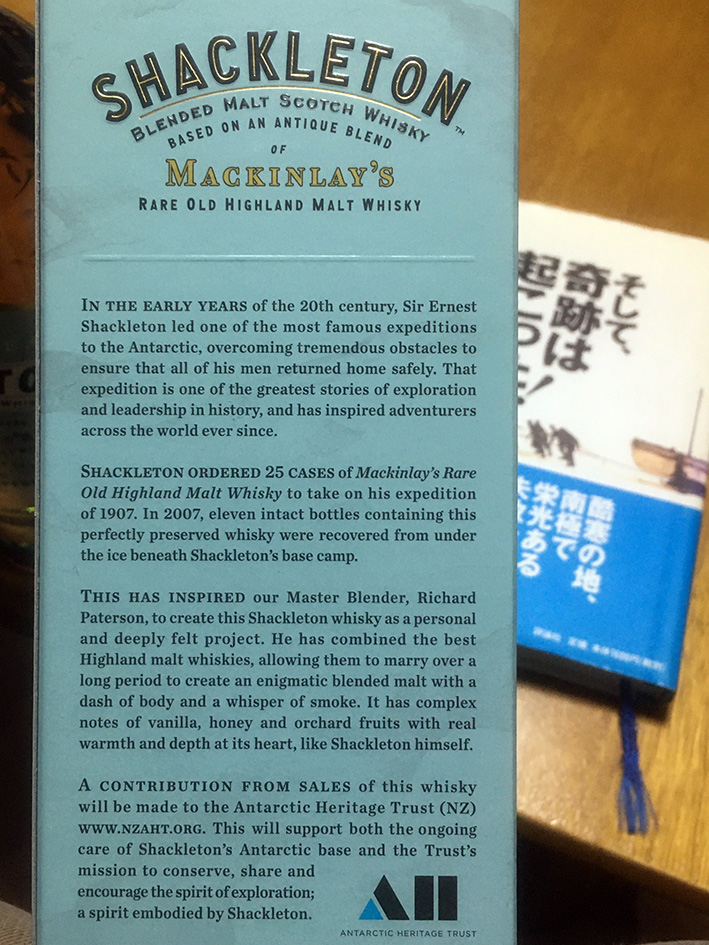 SHACKLETON™
BLENDED MALT SCOTCH WHISKY
BASED ON AN ANTIQUE BLEND
OF
MACKINLAY'S
RARE OLD HIGHLAND MALT WHISKY
IN THE EARLY YEARS of the 20th century, Sir Ernest
Shackleton led one of the most famous expeditions
to the Antarctic, overcoming tremendous obstacles to
ensure that all of his men returned home safely. That
expedition is one of the greatest stories of exploration
and leadership in history, and has inspired adventurers
across the world ever since.
SHACKLETON ORDERED 25 CASES of Mackinlay's Rare
Old Highland Malt Whisky to take on his expedition
of 1907. In 2007, eleven intact bottles containing this
perfectly preserved whisky were recovered from under
the ice beneath Shackleton's base camp.
THIS HAS INSPIRED our Master Blender, Richard
Paterson, to create this Shackleton whisky as a personal
and deeply felt project. He has combined the best
Highland malt whiskies, allowing them to marry over a
long period to create an enigmatic blended malt with a
dash of body and a whisper of smoke. It has complex
notes of vanilla, honey and orchard fruits with real
warmth and depth at its heart, like Shackleton himself.
A CONTRIBUTION FROM SALES of this whisky
will be made to the Antarctic Heritage Trust (NZ)
WWW.NZAHT.ORG. This will support both the ongoing
care of Shackleton's Antarctic base and the Trust's
mission to conserve, share and
encourage the spirit of exploration;
a spirit embodied by Shackleton.
ANTARCTIC HERITAGE TRUST
そして、
奇跡は
起こった!
酷寒の地、
南極で
栄光ある
評論社